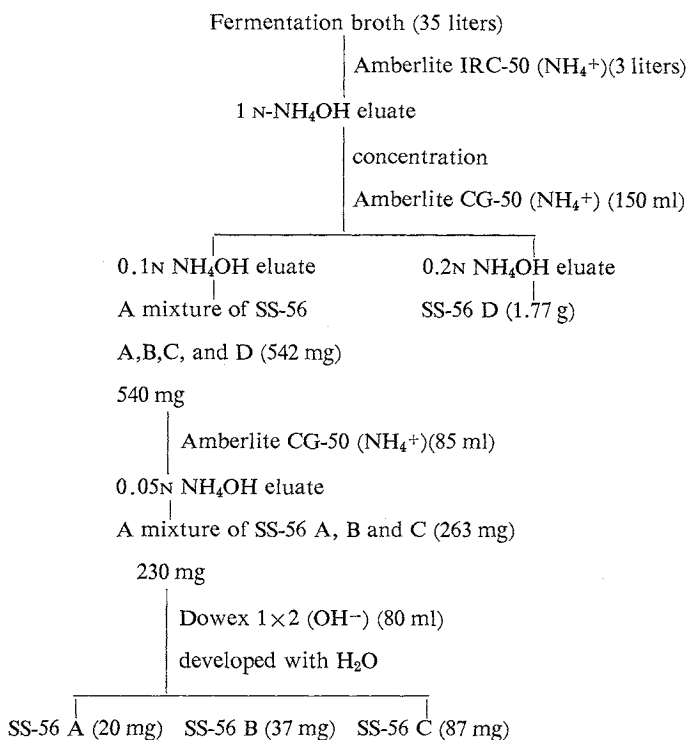 Fermentation broth (35 liters)
Amberlite IRC-50 (NH₄⁺)(3 liters)
1 N-NH₄OH eluate
concentration
Amberlite CG-50 (NH₄⁺) (150 ml)
0.1N NH₄OH eluate
0.2N NH₄OH eluate
A mixture of SS-56
SS-56 D (1.77 g)
A,B,C, and D (542 mg)
540 mg
Amberlite CG-50 (NH₄⁺)(85 ml)
0.05N NH₄OH eluate
A mixture of SS-56 A, B and C (263 mg)
230 mg
Dowex 1×2 (OH⁻) (80 ml)
developed with H₂O
SS-56 A (20 mg) SS-56 B (37 mg) SS-56 C (87 mg)